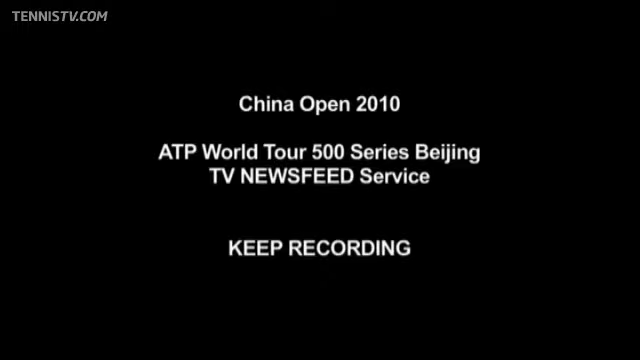 TENNISTV.COM
China Open 2010
ATP World Tour 500 Series Beijing
TV NEWSFEED Service
KEEP RECORDING